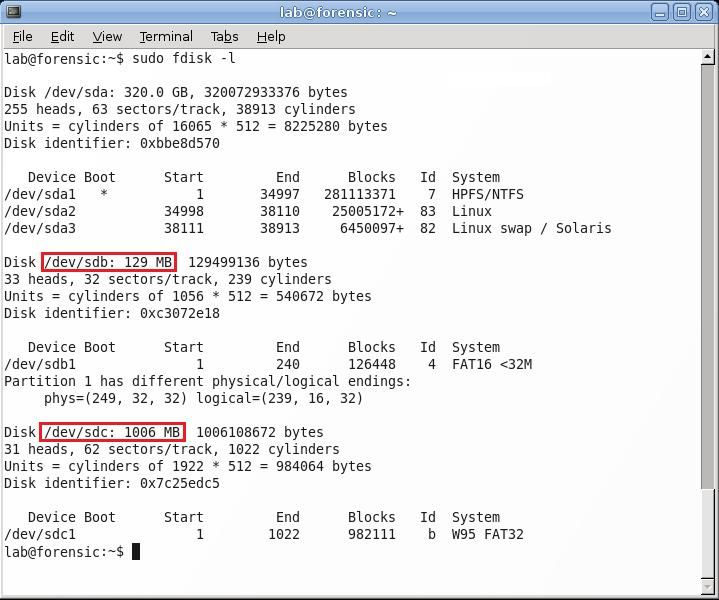 lab@forensic: ~
File Edit View Terminal Tabs Help
lab@forensic:~$ sudo fdisk -l
Disk /dev/sda: 320.0 GB, 320072933376 bytes
255 heads, 63 sectors/track, 38913 cylinders
Units = cylinders of 16065 * 512 = 8225280 bytes
Disk identifier: 0xbbe8d570
Device Boot Start End Blocks Id System
/dev/sda1 * 1 34997 281113371 7 HPFS/NTFS
/dev/sda2 34998 38110 25005172+ 83 Linux
/dev/sda3 38111 38913 6450097+ 82 Linux swap / Solaris
Disk /dev/sdb: 129 MB 129499136 bytes
33 heads, 32 sectors/track, 239 cylinders
Units = cylinders of 1056 * 512 = 540672 bytes
Disk identifier: 0xc3072e18
Device Boot Start End Blocks Id System
/dev/sdb1 1 240 126448 4 FAT16 <32M
Partition 1 has different physical/logical endings:
phys=(249, 32, 32) logical=(239, 16, 32)
Disk /dev/sdc: 1006 MB 1006108672 bytes
31 heads, 62 sectors/track, 1022 cylinders
Units = cylinders of 1922 * 512 = 984064 bytes
Disk identifier: 0x7c25edc5
Device Boot Start End Blocks Id System
/dev/sdc1 1 1022 982111 b W95 FAT32
lab@forensic:~$